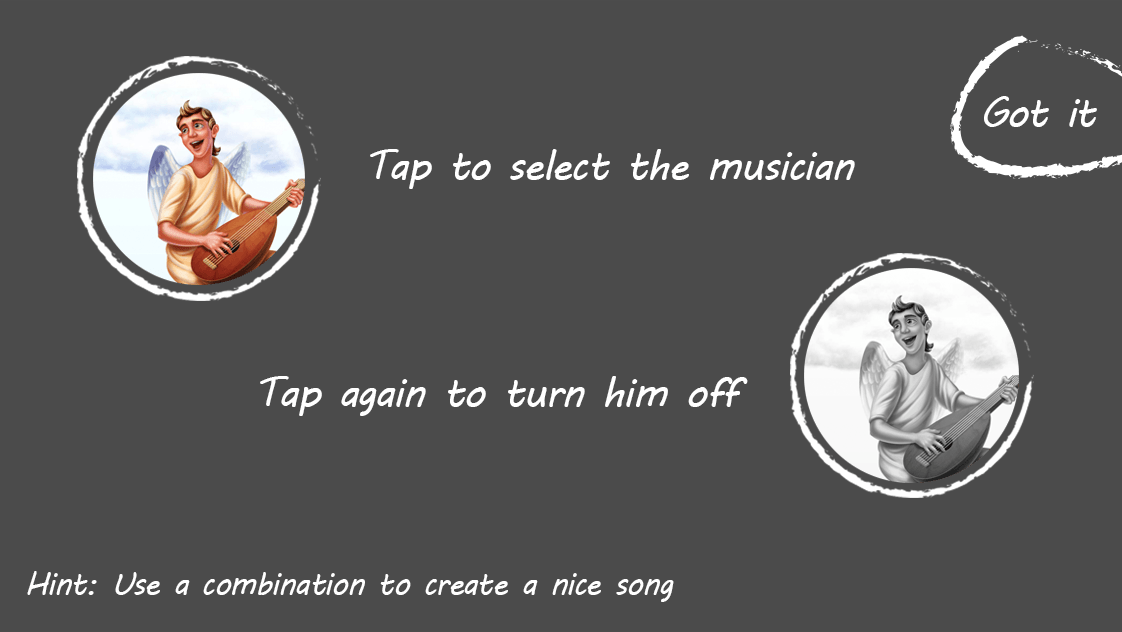 Got it
Tap to select the musician
Tap again to turn him off
Hint: Use a combination to create a nice song